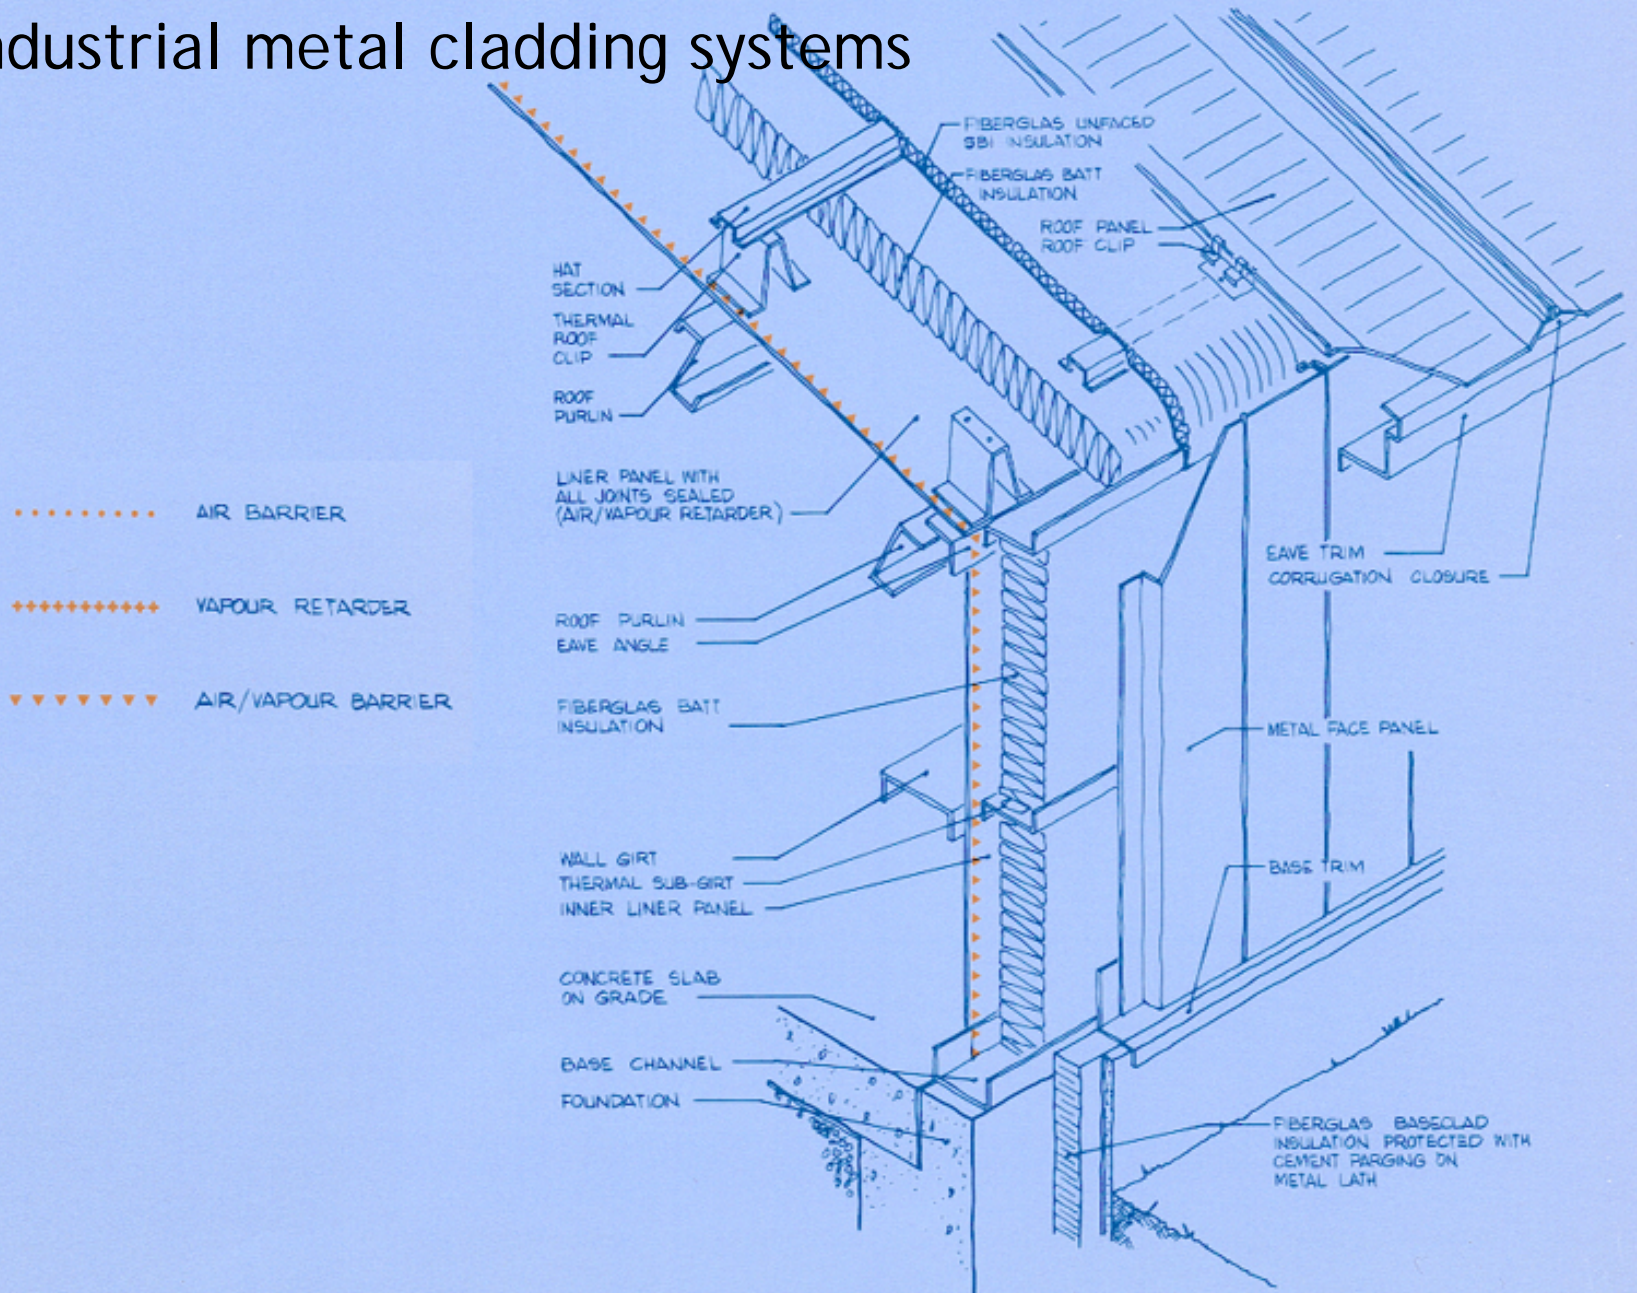 ndustrial metal cladding systems
FIBERGLAS UNFACED
SBI INSULATION
FIBERGLAS BATT
INSULATION
ROOF PANEL
ROOF CLIP
HAT
SECTION
THERMAL
ROOF
CLIP
ROOF
PURLIN
LINER PANEL WITH
ALL JOINTS SEALED
(AIR/VAPOUR RETARDER)
AIR BARRIER
VAPOUR RETARDER
AIR/VAPOUR BARRIER
EAVE TRIM
CORRUGATION CLOSURE
ROOF PURLIN
EAVE ANGLE
FIBERGLAS BATT
INSULATION
METAL FACE PANEL
WALL GIRT
THERMAL SUB-GIRT
INNER LINER PANEL
BASE TRIM
CONCRETE SLAB
ON GRADE
BASE CHANNEL
FOUNDATION
FIBERGLAS BASECLAD
INSULATION PROTECTED WITH
CEMENT PARGING ON
METAL LATH